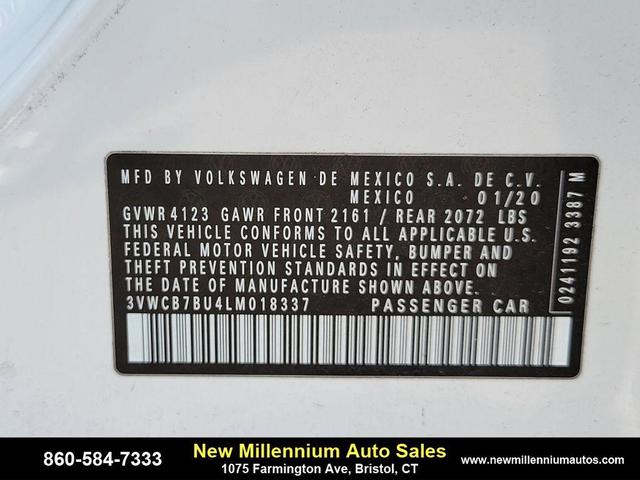 MFD BY VOLKSWAGEN DE MEXICO S.A. DE C.V.
MEXICO 01/20
GVWR 4123 GAWR FRONT 2161 / REAR 2072 LBS
THIS VEHICLE CONFORMS TO ALL APPLICABLE U.S.
FEDERAL MOTOR VEHICLE SAFETY, BUMPER AND
THEFT PREVENTION STANDARDS IN EFFECT ON
THE DATE OF MANUFACTURE SHOWN ABOVE.
3VWCB7BU4LM018337 PASSENGER CAR
0241192 3387 M
860-584-7333
New Millennium Auto Sales
1075 Farmington Ave, Bristol, CT
www.newmillenniumautos.com